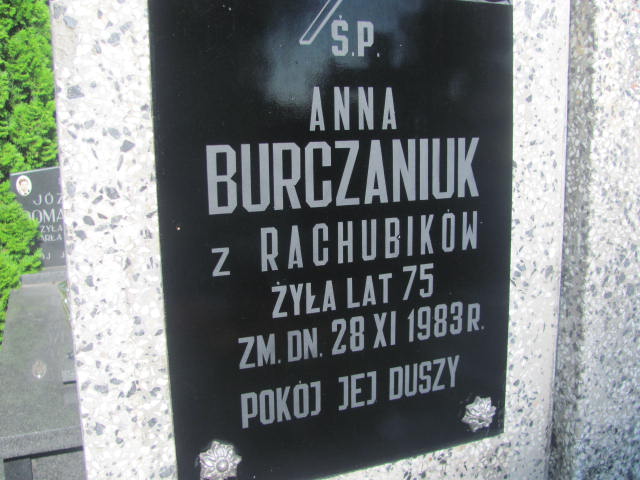 Ś.P.
ANNA
BURCZANIUK
z RACHUBIKÓW
ŻYŁA LAT 75
ZM. DN. 28 XI 1983 R.
POKÓJ JEJ DUSZY